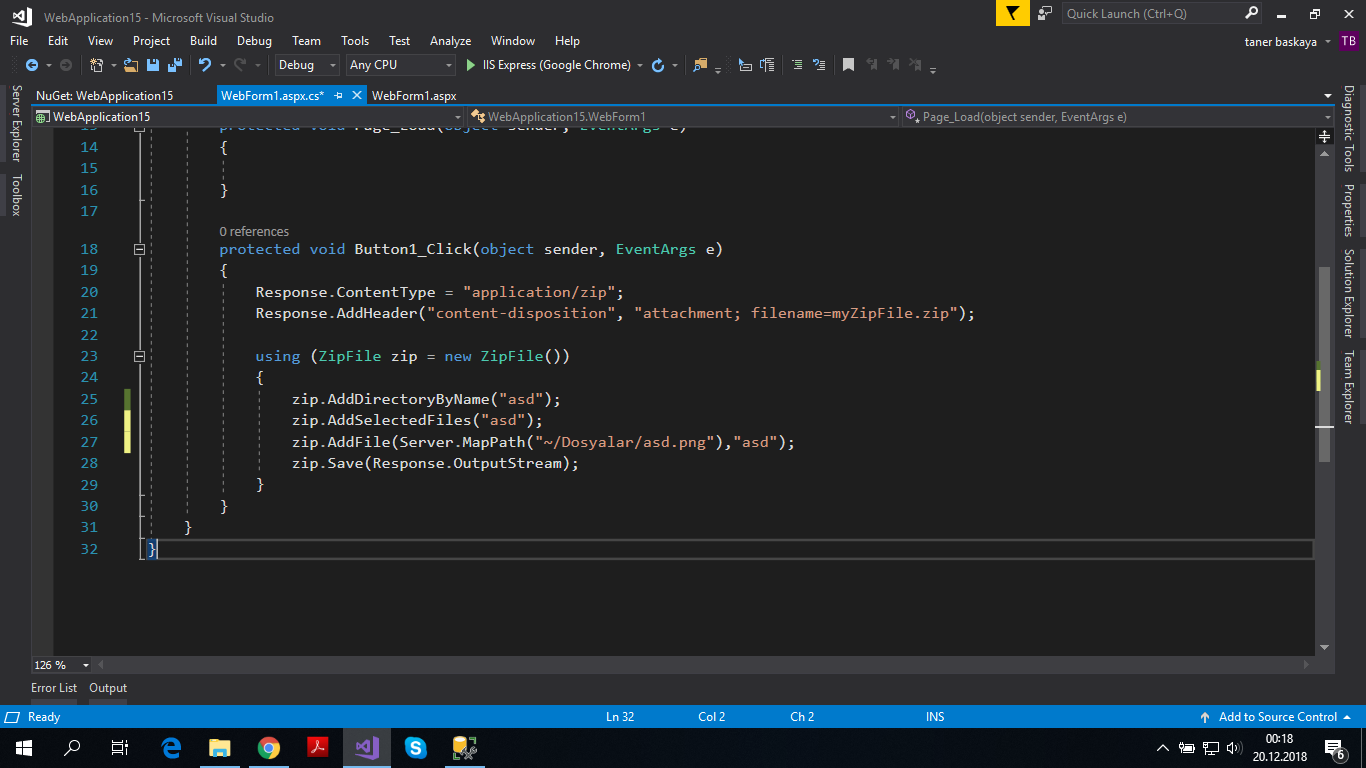 WebApplication15 - Microsoft Visual Studio
Quick Launch (Ctrl+Q)
File Edit View Project Build Debug Team Tools Test Analyze Window Help
taner baskaya TB
Debug Any CPU IIS Express (Google Chrome)
NuGet: WebApplication15 WebForm1.aspx.cs* WebForm1.aspx
WebApplication15 WebApplication15.WebForm1 Page_Load(object sender, EventArgs e)
Server Explorer
Toolbox
13 protected void Page_Load(object sender, EventArgs e)
14 {
15
16 }
17
0 references
18 protected void Button1_Click(object sender, EventArgs e)
19 {
20 Response.ContentType = "application/zip";
21 Response.AddHeader("content-disposition", "attachment; filename=myZipFile.zip");
22
23 using (ZipFile zip = new ZipFile())
24 {
25 zip.AddDirectoryByName("asd");
26 zip.AddSelectedFiles("asd");
27 zip.AddFile(Server.MapPath("~/Dosyalar/asd.png"),"asd");
28 zip.Save(Response.OutputStream);
29 }
30 }
31 }
32 }
Diagnostic Tools
Properties
Solution Explorer
Team Explorer
126 %
Error List Output
Ready Ln 32 Col 2 Ch 2 INS Add to Source Control
00:18
20.12.2018
6